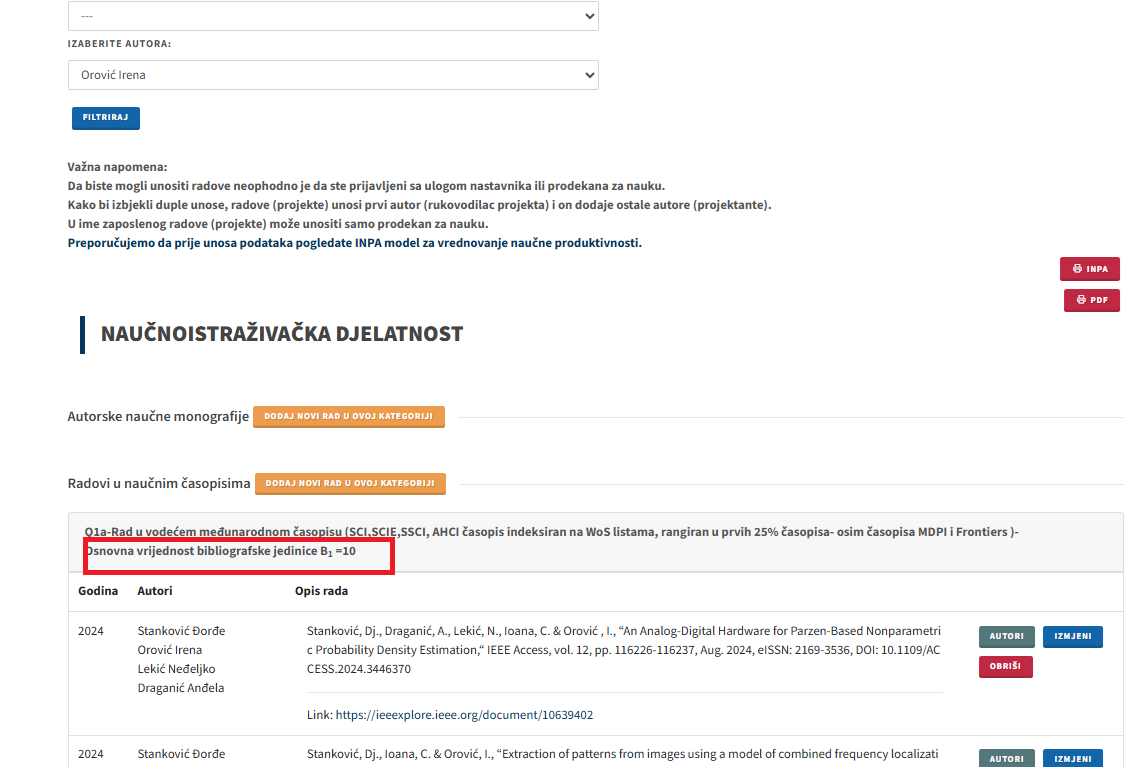 ---
IZABERITE AUTORA:
Orović Irena
FILTRIRAJ
Važna napomena:
Da biste mogli unositi radove neophodno je da ste prijavljeni sa ulogom nastavnika ili prodekana za nauku.
Kako bi izbjekli duple unose, radove (projekte) unosi prvi autor (rukovodilac projekta) i on dodaje ostale autore (projektante).
U ime zaposlenog radove (projekte) može unositi samo prodekan za nauku.
Preporučujemo da prije unosa podataka pogledate INPA model za vrednovanje naučne produktivnosti.
INPA
PDF
NAUČNOISTRAŽIVAČKA DJELATNOST
Autorske naučne monografije DODAJ NOVI RAD U OVOJ KATEGORIJI
Radovi u naučnim časopisima DODAJ NOVI RAD U OVOJ KATEGORIJI
Q1a-Rad u vodećem međunarodnom časopisu (SCI,SCIE,SSCI, AHCI časopis indeksiran na WoS listama, rangiran u prvih 25% časopisa- osim časopisa MDPI i Frontiers )-
Osnovna vrijednost bibliografske jedinice B₁ =10
Godina Autori Opis rada
2024 Stanković Đorđe
Orović Irena
Lekić Neđeljko
Draganić Anđela
Stanković, Dj., Draganić, A., Lekić, N., Ioana, C. & Orović , I., “An Analog-Digital Hardware for Parzen-Based Nonparametri
c Probability Density Estimation,“ IEEE Access, vol. 12, pp. 116226-116237, Aug. 2024, eISSN: 2169-3536, DOI: 10.1109/AC
CESS.2024.3446370
Link: https://ieeexplore.ieee.org/document/10639402
AUTORI IZMJENI
OBRIŠI
2024 Stanković Đorđe Stanković, Dj., Ioana, C. & Orović, I., “Extraction of patterns from images using a model of combined frequency localizati
AUTORI IZMJENI